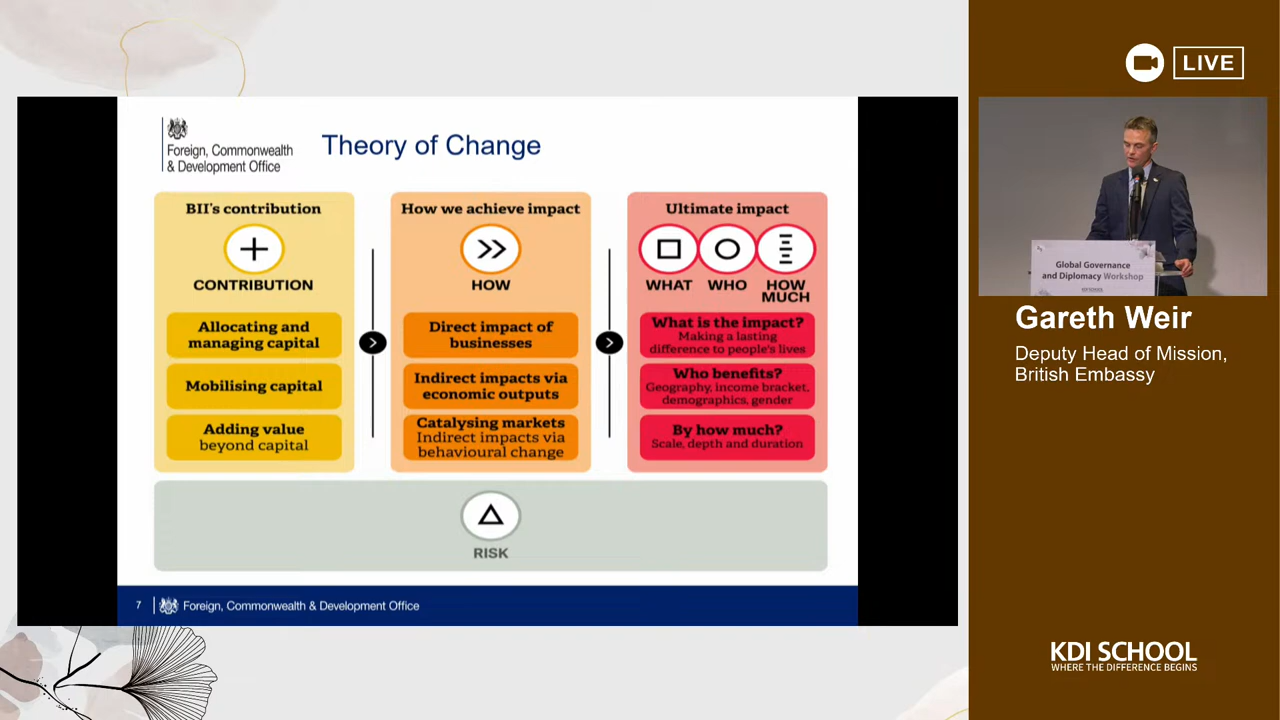 Foreign, Commonwealth
& Development Office
Theory of Change
BII's contribution
CONTRIBUTION
Allocating and
managing capital
Mobilising capital
Adding value
beyond capital
How we achieve impact
HOW
Direct impact of
businesses
Indirect impacts via
economic outputs
Catalysing markets
Indirect impacts via
behavioural change
Ultimate impact
WHAT
WHO
HOW
MUCH
What is the impact?
Making a lasting
difference to people's lives
Who benefits?
Geography, income bracket,
demographics, gender
By how much?
Scale, depth and duration
RISK
7
Foreign, Commonwealth & Development Office
LIVE
Global Governance
and Diplomacy Workshop
KDI SCHOOL
Gareth Weir
Deputy Head of Mission,
British Embassy
KDI SCHOOL
WHERE THE DIFFERENCE BEGINS